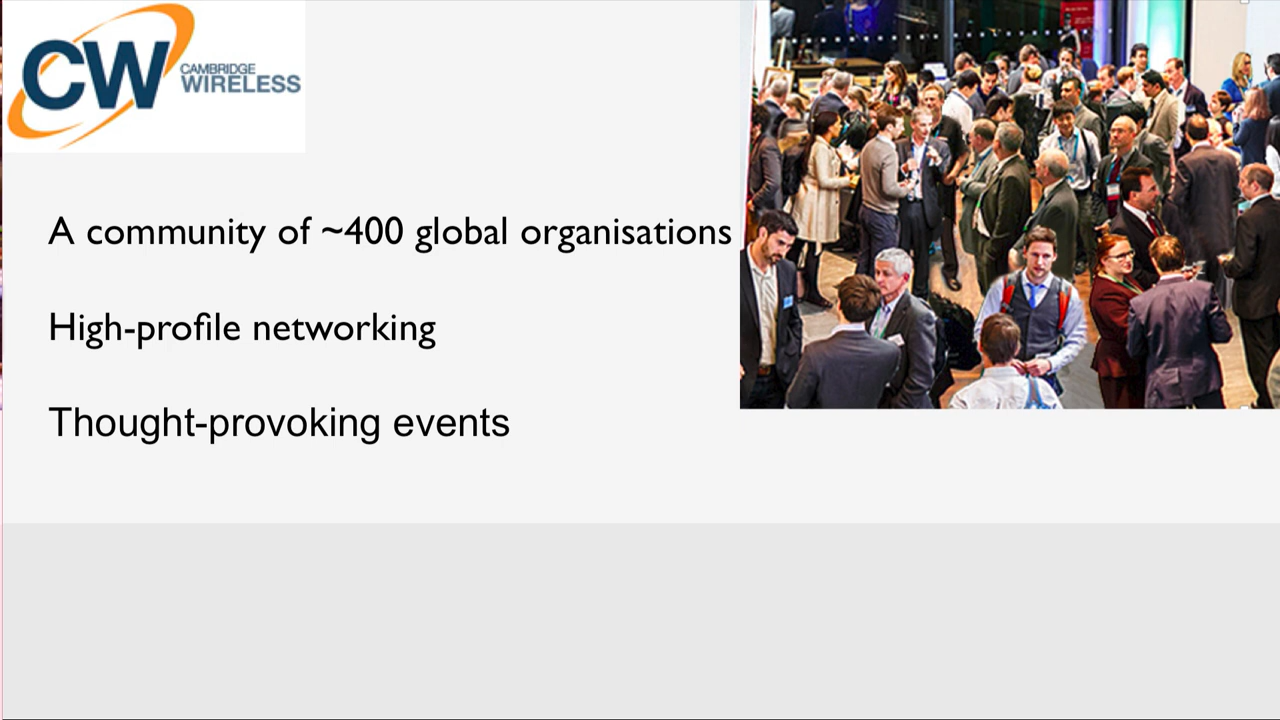 CW
CAMBRIDGE
WIRELESS
A community of ~400 global organisations
High-profile networking
Thought-provoking events